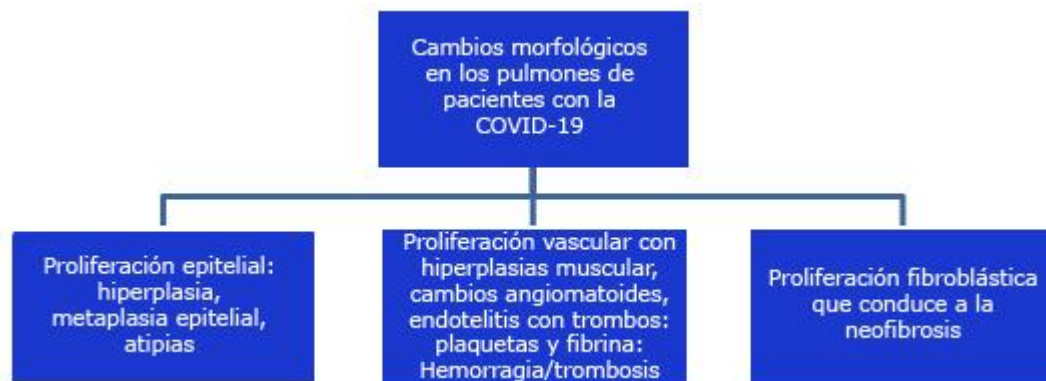 Cambios morfológicos
en los pulmones de
pacientes con la
COVID-19
Proliferación epitelial:
hiperplasia,
metaplasia epitelial,
atipias
Proliferación vascular con
hiperplasias muscular,
cambios angiomatoides,
endotelitis con trombos:
plaquetas y fibrina:
Hemorragia/trombosis
Proliferación fibroblástica
que conduce a la
neofibrosis